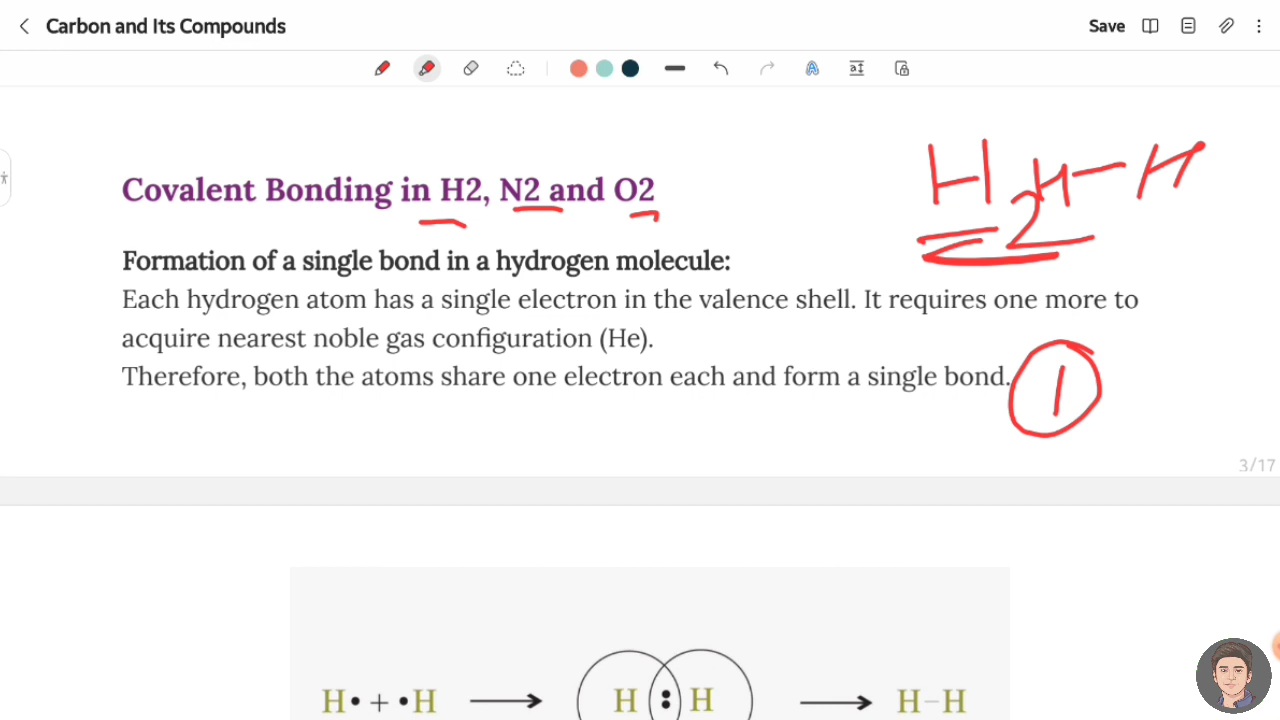 Carbon and Its Compounds
Save
Covalent Bonding in H2, N2 and O2
H2 H-H
Formation of a single bond in a hydrogen molecule:
Each hydrogen atom has a single electron in the valence shell. It requires one more to
acquire nearest noble gas configuration (He).
Therefore, both the atoms share one electron each and form a single bond.
1
3/17
H• + •H ⟶ H : H ⟶ H–H